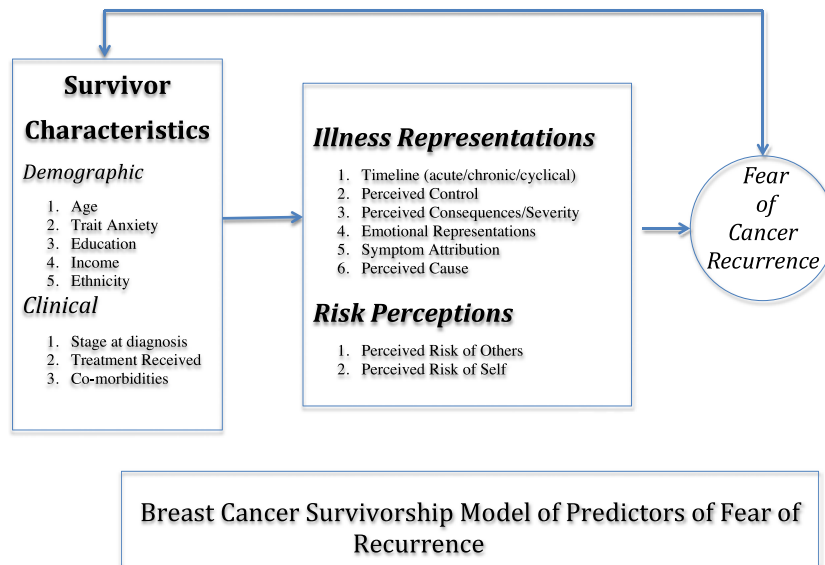 Survivor
Characteristics
Demographic
1. Age
2. Trait Anxiety
3. Education
4. Income
5. Ethnicity
Clinical
1. Stage at diagnosis
2. Treatment Received
3. Co-morbidities
Illness Representations
1. Timeline (acute/chronic/cyclical)
2. Perceived Control
3. Perceived Consequences/Severity
4. Emotional Representations
5. Symptom Attribution
6. Perceived Cause
Risk Perceptions
1. Perceived Risk of Others
2. Perceived Risk of Self
Fear
of
Cancer
Recurrence
Breast Cancer Survivorship Model of Predictors of Fear of
Recurrence